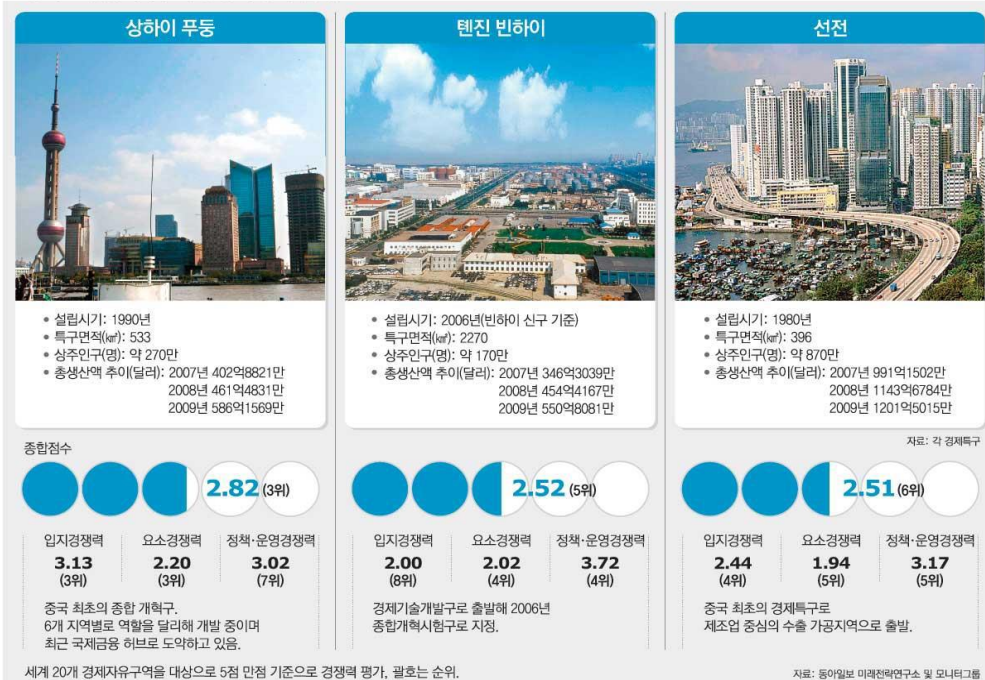 상하이 푸둥
• 설립시기: 1990년
• 특구면적(㎢): 533
• 상주인구(명): 약 270만
• 총생산액 추이(달러): 2007년 402억8821만
2008년 461억4831만
2009년 586억1569만
톈진 빈하이
• 설립시기: 2006년(빈하이 신구 기준)
• 특구면적(㎢): 2270
• 상주인구(명): 약 170만
• 총생산액 추이(달러): 2007년 346억3039만
2008년 454억4167만
2009년 550억8081만
선전
• 설립시기: 1980년
• 특구면적(㎢): 396
• 상주인구(명): 약 870만
• 총생산액 추이(달러): 2007년 991억1502만
2008년 1143억6784만
2009년 1201억5015만
자료: 각 경제특구
종합점수
2.82 (3위)
입지경쟁력 요소경쟁력 정책·운영경쟁력
3.13 2.20 3.02
(3위) (3위) (7위)
중국 최초의 종합 개혁구.
6개 지역별로 역할을 달리해 개발 중이며
최근 국제금융 허브로 도약하고 있음.
2.52 (5위)
입지경쟁력 요소경쟁력 정책·운영경쟁력
2.00 2.02 3.72
(8위) (4위) (4위)
경제기술개발구로 출발해 2006년
종합개혁시험구로 지정.
2.51 (6위)
입지경쟁력 요소경쟁력 정책·운영경쟁력
2.44 1.94 3.17
(4위) (5위) (5위)
중국 최초의 경제특구로
제조업 중심의 수출 가공지역으로 출발.
세계 20개 경제자유구역을 대상으로 5점 만점 기준으로 경쟁력 평가, 괄호는 순위.
자료: 동아일보 미래전략연구소 및 모니터그룹